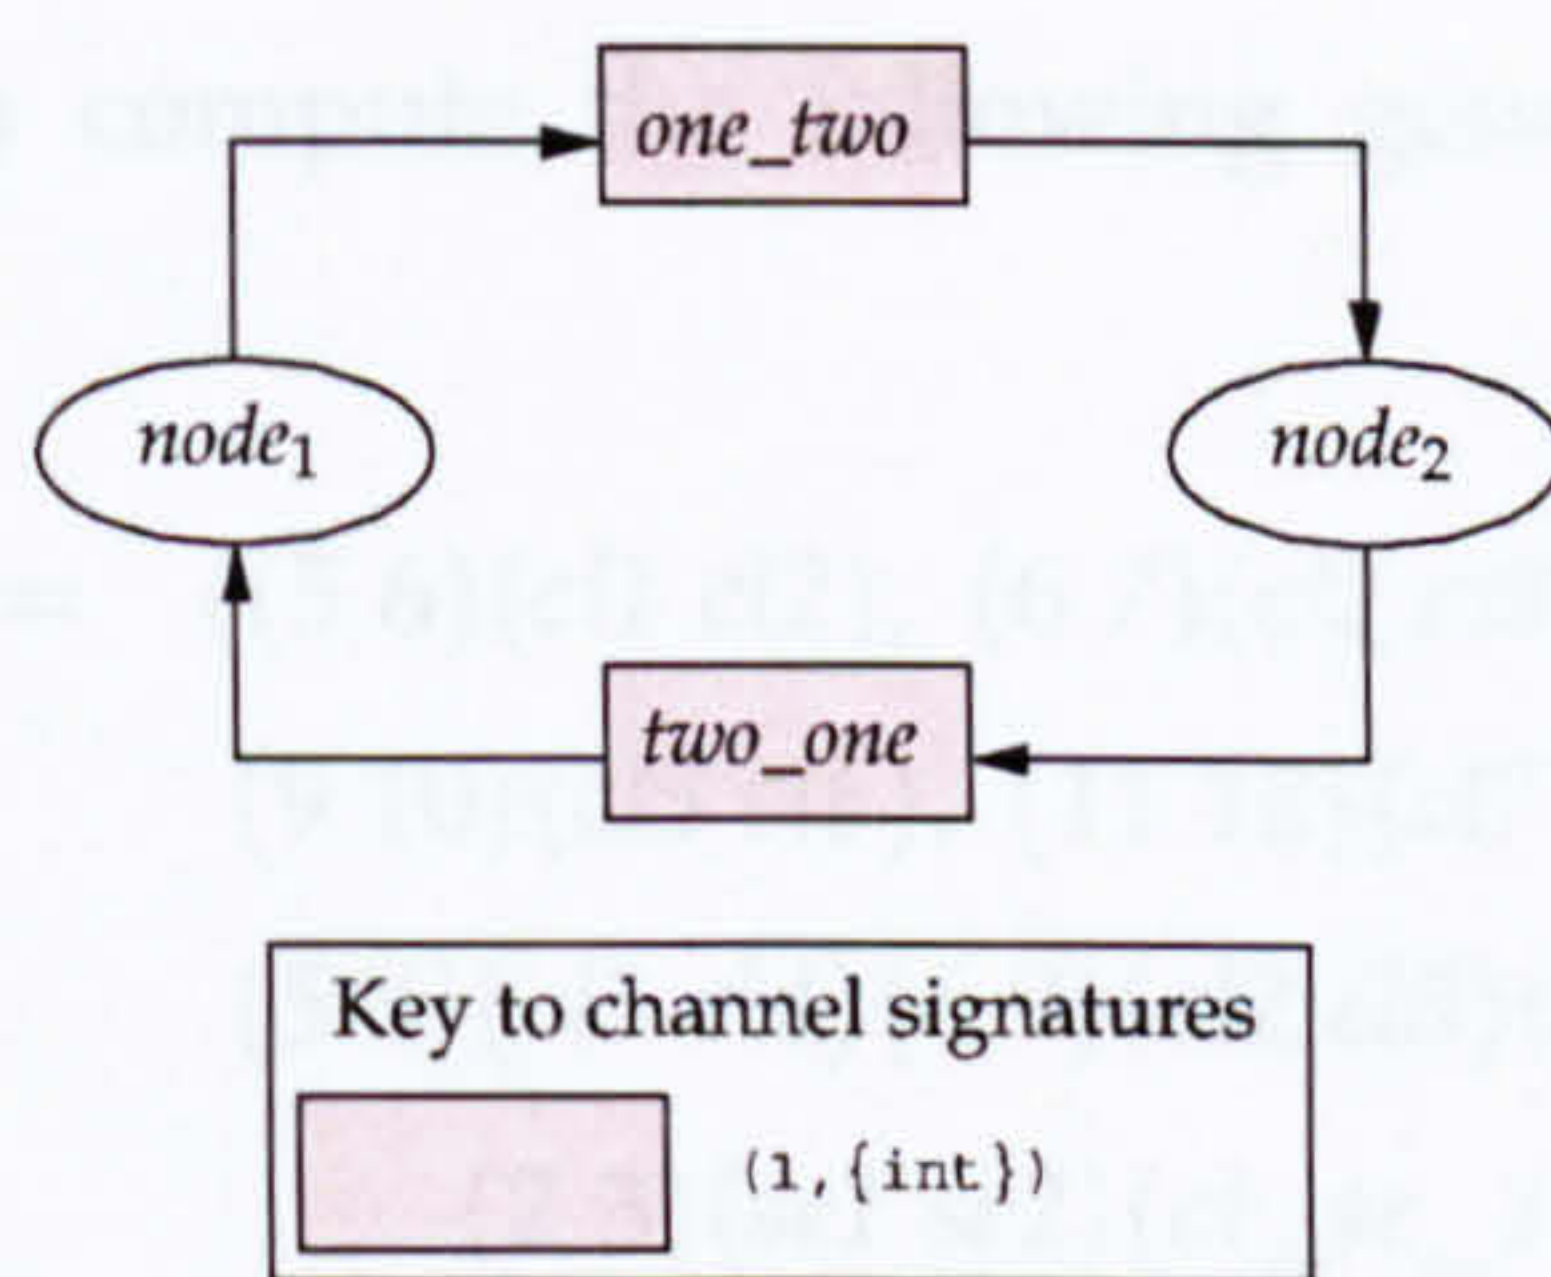 one_two
node1
node2
two_one
Key to channel signatures
(1,{int})